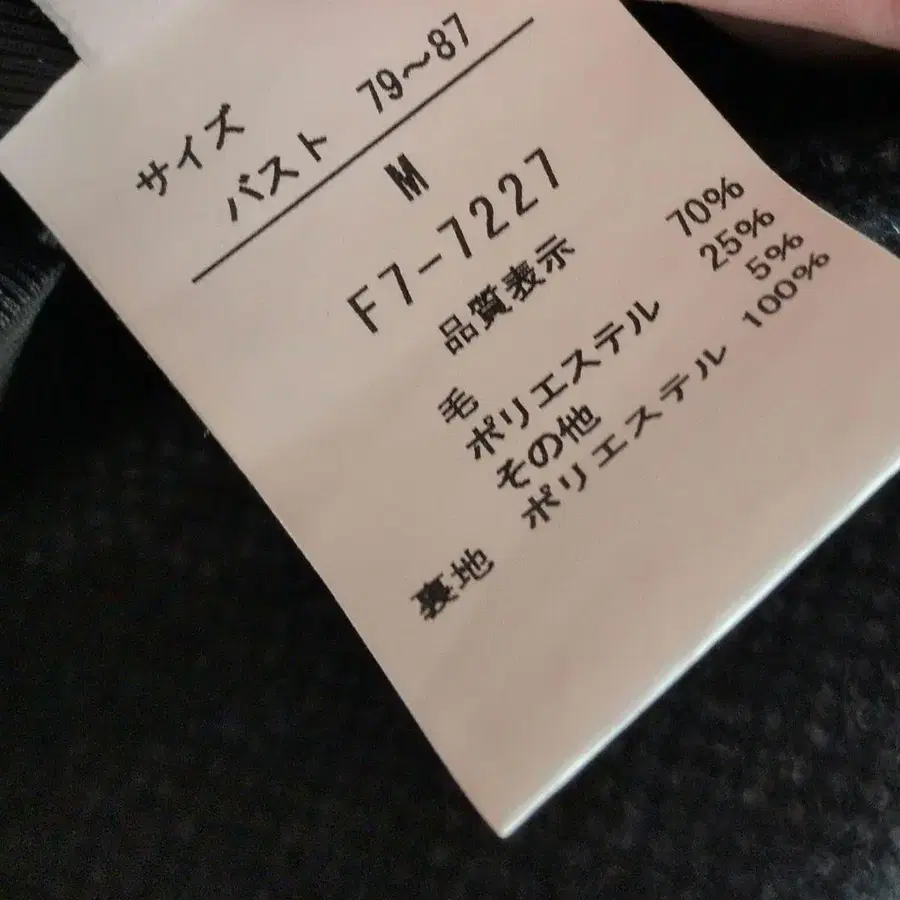 サイズ
バスト 79~87
M
F7-7227
品質表示
毛 70%
ポリエステル 25%
その他 5%
裏地 ポリエステル 100%